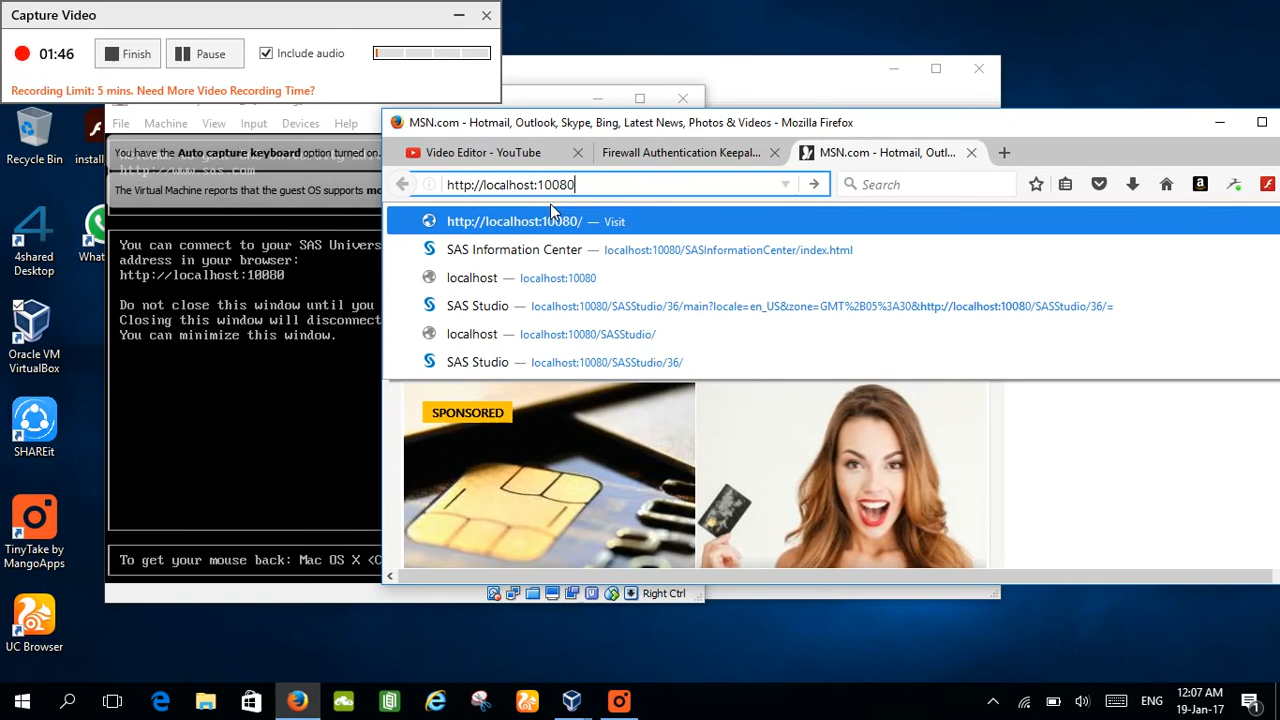 Capture Video
01:46
Finish
Pause
Include audio
Recording Limit: 5 mins. Need More Video Recording Time?
Recycle Bin
install
4shared
Desktop
What
Oracle VM
VirtualBox
SHAREit
TinyTake by
MangoApps
UC Browser
File Machine View Input Devices Help
You have the Auto capture keyboard option turned on.
http://www.sas.com
The Virtual Machine reports that the guest OS supports mo
You can connect to your SAS Univers
address in your browser:
http://localhost:10080
Do not close this window until you
Closing this window will disconnect
You can minimize this window.
To get your mouse back: Mac OS X <C
Right Ctrl
MSN.com - Hotmail, Outlook, Skype, Bing, Latest News, Photos & Videos - Mozilla Firefox
Video Editor - YouTube
Firewall Authentication Keepal...
MSN.com - Hotmail, Outl...
http://localhost:10080
Search
http://localhost:10080/ — Visit
SAS Information Center — localhost:10080/SASInformationCenter/index.html
localhost — localhost:10080
SAS Studio — localhost:10080/SASStudio/36/main?locale=en_US&zone=GMT%2B05%3A30&http://localhost:10080/SASStudio/36/=
localhost — localhost:10080/SASStudio/
SAS Studio — localhost:10080/SASStudio/36/
SPONSORED
ENG
12:07 AM
19-Jan-17
1